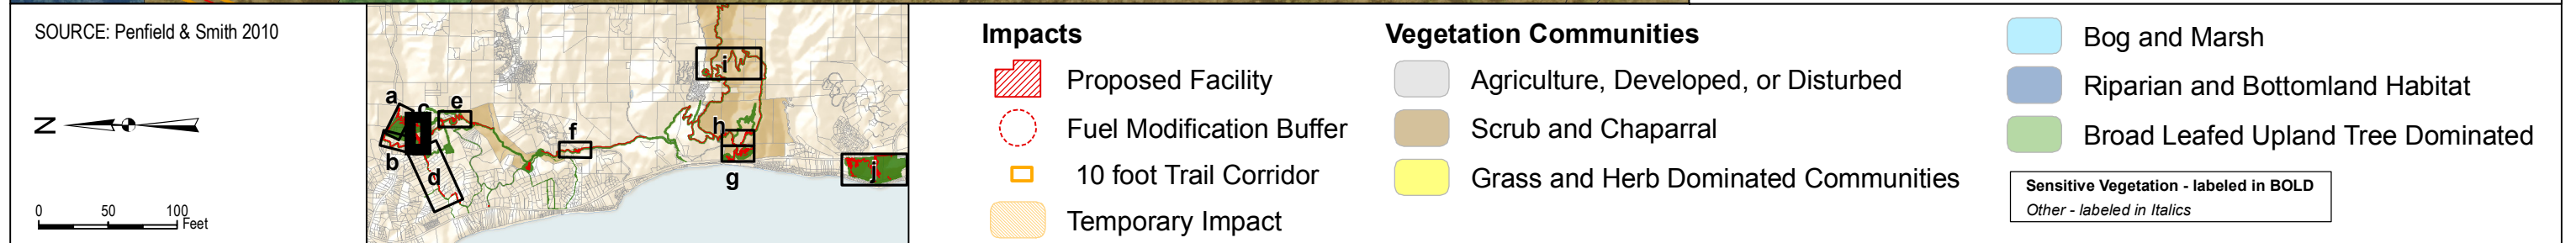 SOURCE: Penfield & Smith 2010
N
0 50 100
Feet
a
c
e
b
d
f
i
h
g
j
Impacts
Proposed Facility
Fuel Modification Buffer
10 foot Trail Corridor
Temporary Impact
Vegetation Communities
Agriculture, Developed, or Disturbed
Scrub and Chaparral
Grass and Herb Dominated Communities
Bog and Marsh
Riparian and Bottomland Habitat
Broad Leafed Upland Tree Dominated
Sensitive Vegetation - labeled in BOLD
Other - labeled in Italics